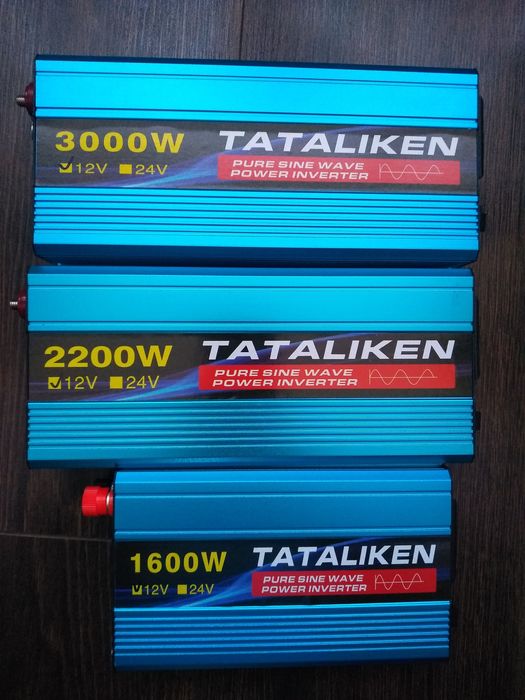 3000W TATALIKEN
12V 24V PURE SINE WAVE
POWER INVERTER
2200W TATALIKEN
12V 24V PURE SINE WAVE
POWER INVERTER
1600W TATALIKEN
12V 24V PURE SINE WAVE
POWER INVERTER